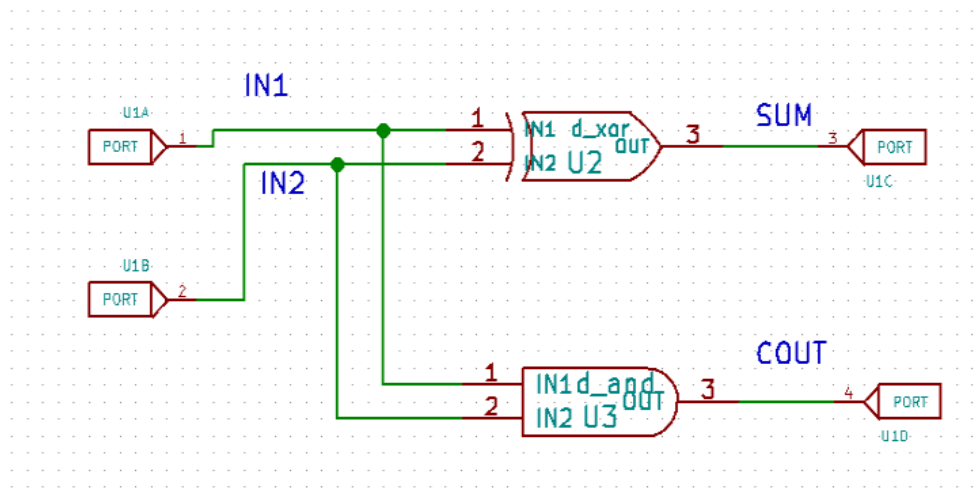 IN1
U1A
PORT
1
1
IN1 d_xor
OUT
2
IN2 U2
3
SUM
3
PORT
U1C
IN2
U1B
PORT
2
1
IN1 d_and
OUT
2
IN2 U3
3
COUT
4
PORT
U1D